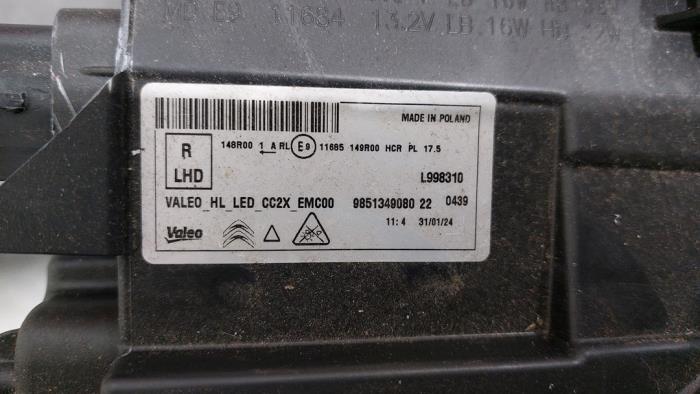 E9 11684 13.2V LB 16W
MADE IN POLAND
R
LHD
148R00 1 A RL E9 11685 149R00 HCR PL 17.5
L998310
VALEO_HL_LED_CC2X_EMC00 9851349080 22 0439
11: 4 31/01/24
Valeo